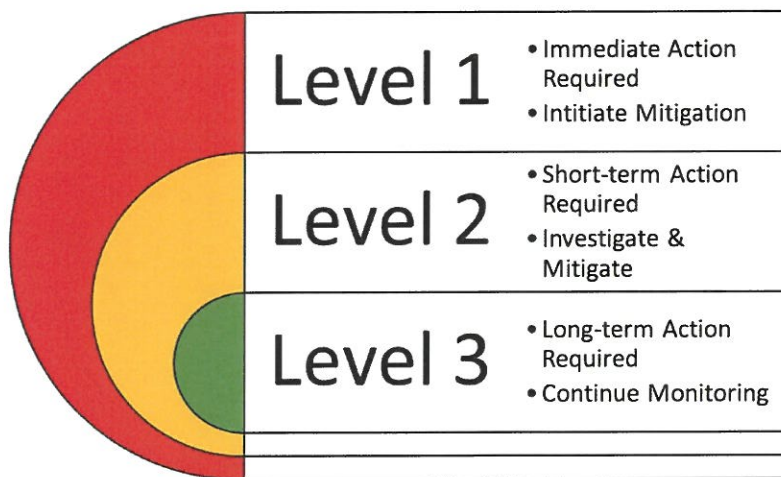 Level 1
• Immediate Action
Required
• Intitiate Mitigation
Level 2
• Short-term Action
Required
• Investigate &
Mitigate
Level 3
• Long-term Action
Required
• Continue Monitoring